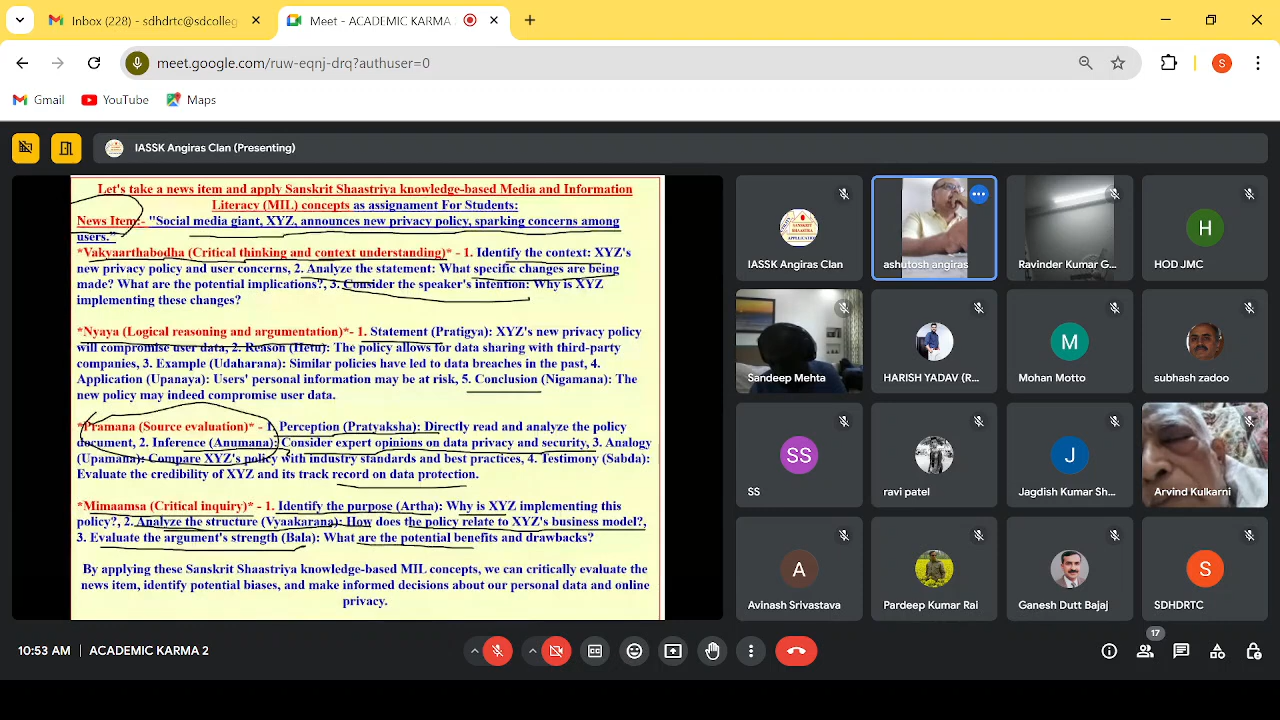 Inbox (228) - sdhdrtc@sdcolleg
Meet - ACADEMIC KARMA
meet.google.com/ruw-eqnj-drq?authuser=0
S
Gmail
YouTube
Maps
IASSK Angiras Clan (Presenting)
Let's take a news item and apply Sanskrit Shaastriya knowledge-based Media and Information
Literacy (MIL) concepts as assignament For Students:
News Item:- "Social media giant, XYZ, announces new privacy policy, sparking concerns among
users."
*Vakyaarthabodha (Critical thinking and context understanding)* - 1. Identify the context: XYZ's
new privacy policy and user concerns, 2. Analyze the statement: What specific changes are being
made? What are the potential implications?, 3. Consider the speaker's intention: Why is XYZ
implementing these changes?
*Nyaya (Logical reasoning and argumentation)*- 1. Statement (Pratigya): XYZ's new privacy policy
will compromise user data, 2. Reason (Hetu): The policy allows for data sharing with third-party
companies, 3. Example (Udaharana): Similar policies have led to data breaches in the past, 4.
Application (Upanaya): Users' personal information may be at risk, 5. Conclusion (Nigamana): The
new policy may indeed compromise user data.
*Pramana (Source evaluation)* - 1. Perception (Pratyaksha): Directly read and analyze the policy
document, 2. Inference (Anumana): Consider expert opinions on data privacy and security, 3. Analogy
(Upamana): Compare XYZ's policy with industry standards and best practices, 4. Testimony (Sabda):
Evaluate the credibility of XYZ and its track record on data protection.
*Mimaamsa (Critical inquiry)* - 1. Identify the purpose (Artha): Why is XYZ implementing this
policy?, 2. Analyze the structure (Vyaakarana): How does the policy relate to XYZ's business model?,
3. Evaluate the argument's strength (Bala): What are the potential benefits and drawbacks?
By applying these Sanskrit Shaastriya knowledge-based MIL concepts, we can critically evaluate the
news item, identify potential biases, and make informed decisions about our personal data and online
privacy.
IASSK Angiras Clan
ashutosh angiras
Ravinder Kumar G...
H
HOD JMC
Sandeep Mehta
HARISH YADAV (R...
M
Mohan Motto
subhash zadoo
SS
SS
ravi patel
J
Jagdish Kumar Sh...
Arvind Kulkarni
A
Avinash Srivastava
Pardeep Kumar Rai
Ganesh Dutt Bajaj
S
SDHDRTC
10:53 AM
ACADEMIC KARMA 2
17